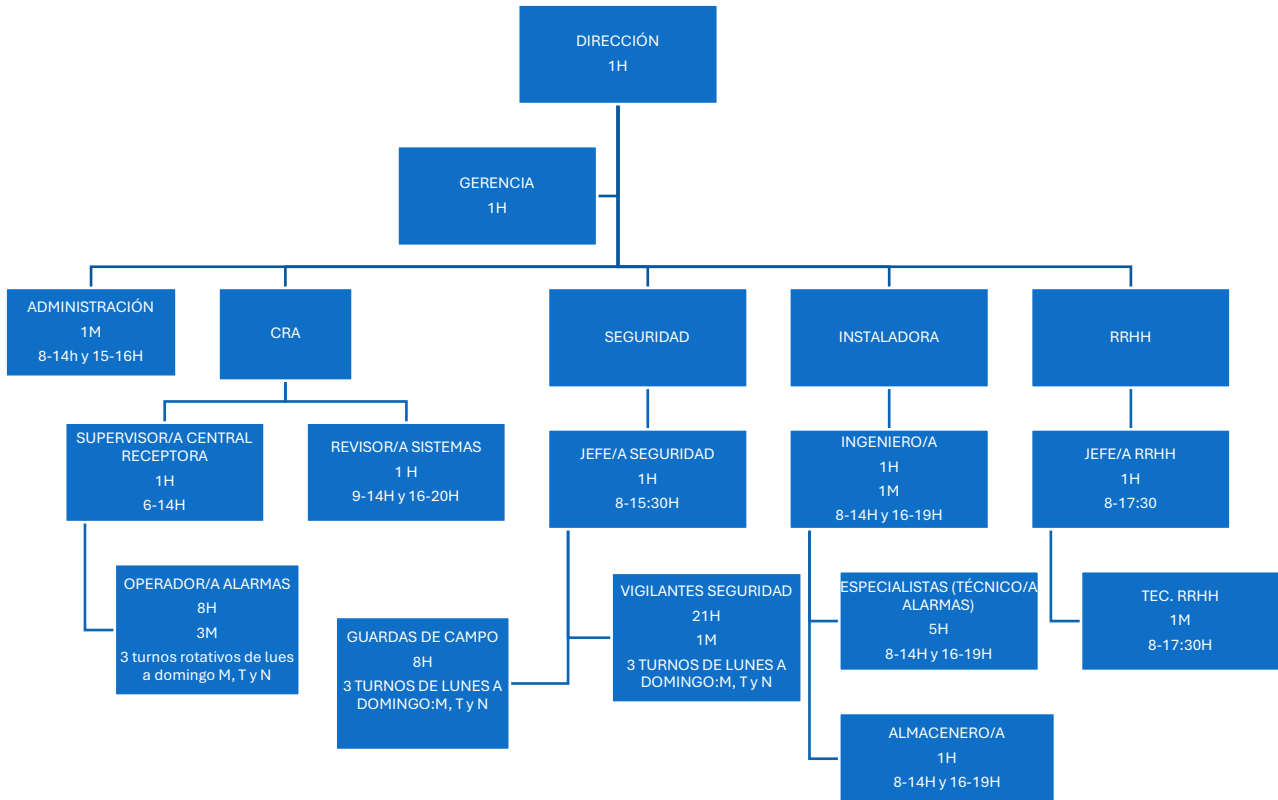 DIRECCIÓN
1H
GERENCIA
1H
ADMINISTRACIÓN
1M
8-14h y 15-16H
CRA
SEGURIDAD
INSTALADORA
RRHH
SUPERVISOR/A CENTRAL
RECEPTORA
1H
6-14H
REVISOR/A SISTEMAS
1 H
9-14H y 16-20H
JEFE/A SEGURIDAD
1H
8-15:30H
INGENIERO/A
1H
1M
8-14H y 16-19H
JEFE/A RRHH
1H
8-17:30
OPERADOR/A ALARMAS
8H
3M
3 turnos rotativos de lues
a domingo M, T y N
GUARDAS DE CAMPO
8H
3 TURNOS DE LUNES A
DOMINGO:M, T y N
VIGILANTES SEGURIDAD
21H
1M
3 TURNOS DE LUNES A
DOMINGO:M, T y N
ESPECIALISTAS (TÉCNICO/A
ALARMAS)
5H
8-14H y 16-19H
TEC. RRHH
1M
8-17:30H
ALMACENERO/A
1H
8-14H y 16-19H